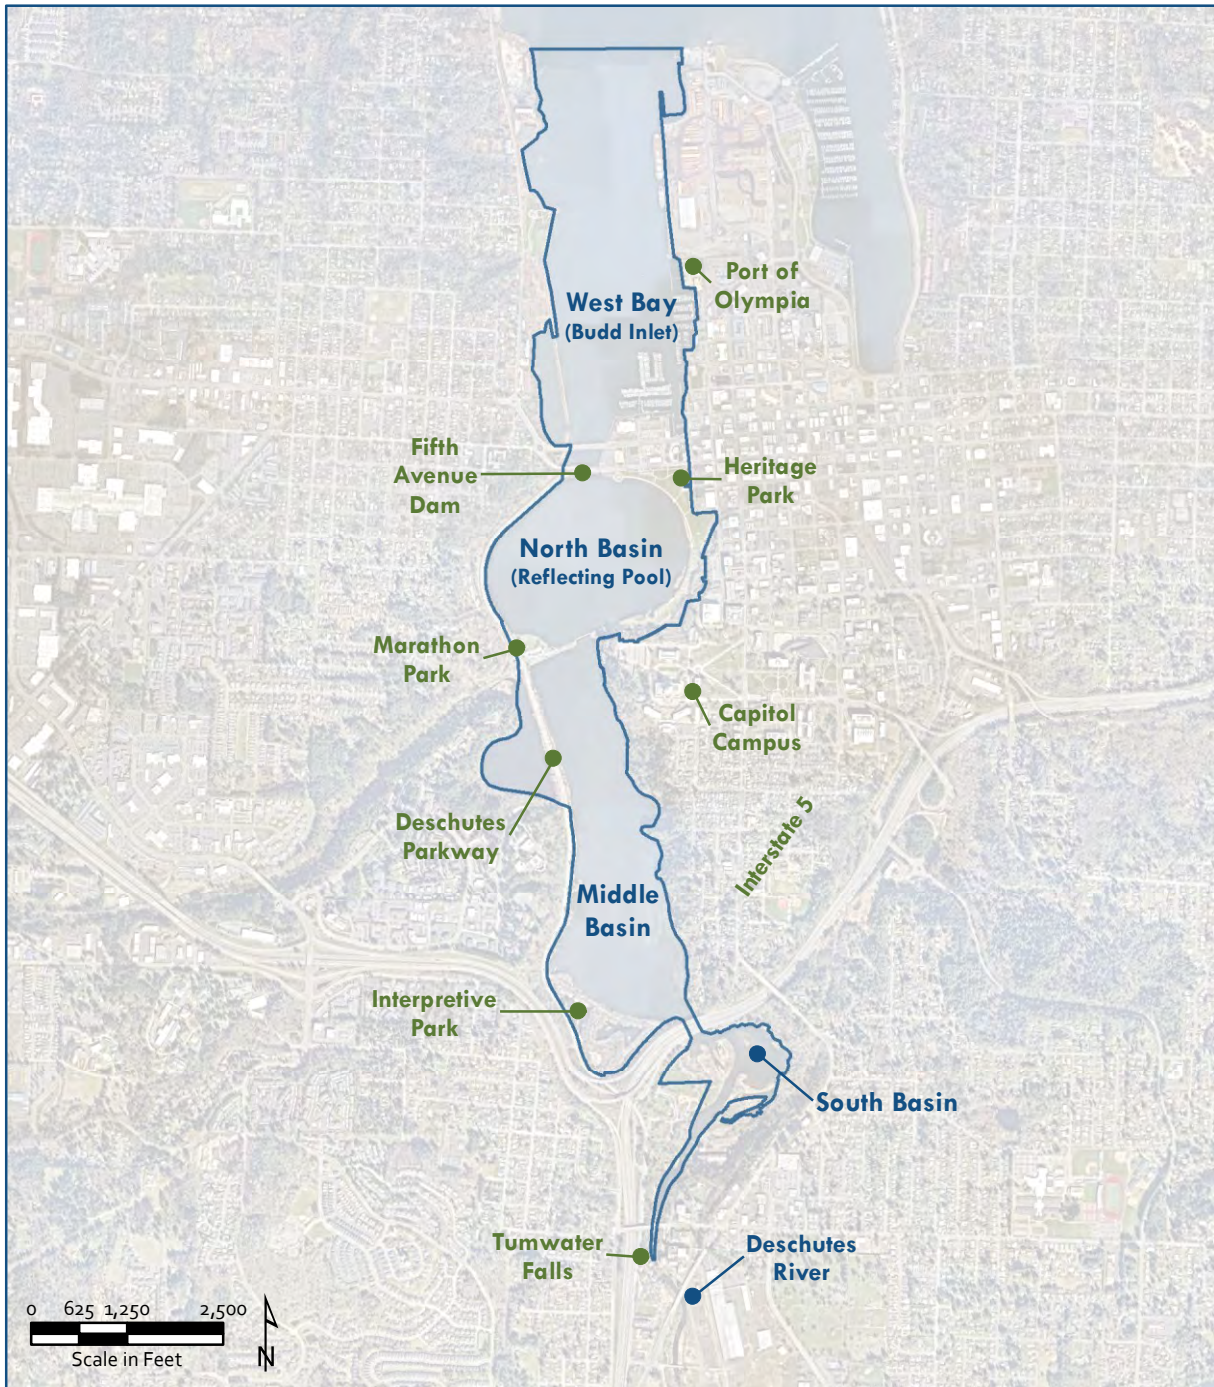 Port of
Olympia
West Bay
(Budd Inlet)
Fifth
Avenue
Dam
Heritage
Park
North Basin
(Reflecting Pool)
Marathon
Park
Capitol
Campus
Deschutes
Parkway
Interstate 5
Middle
Basin
Interpretive
Park
South Basin
Tumwater
Falls
Deschutes
River
0 625 1,250 2,500
Scale in Feet
N